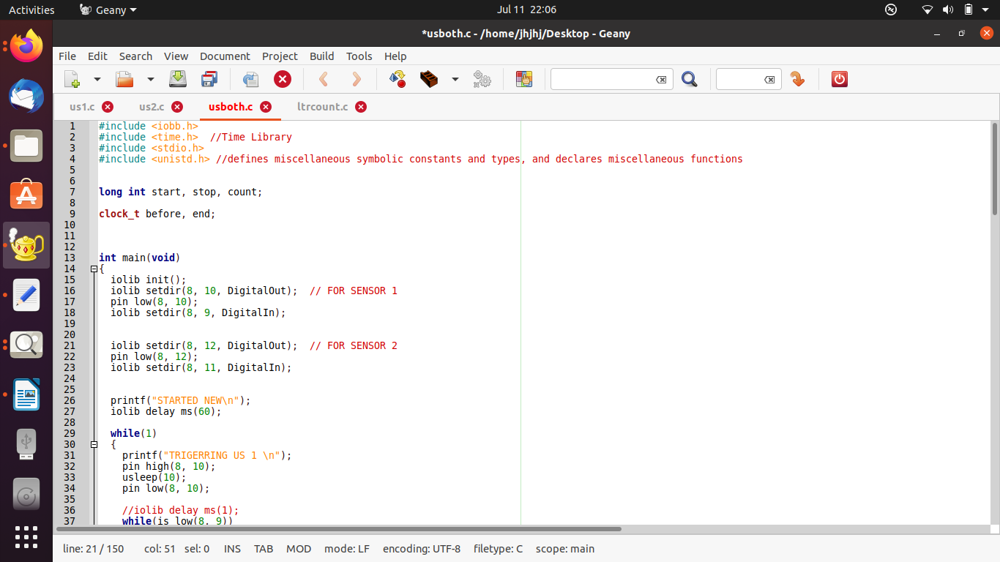 Activities Geany Jul 11 22:06
*usboth.c - /home/jhjhj/Desktop - Geany
File Edit Search View Document Project Build Tools Help
us1.c us2.c usboth.c ltrcount.c
1 #include <iobb.h>
2 #include <time.h> //Time Library
3 #include <stdio.h>
4 #include <unistd.h> //defines miscellaneous symbolic constants and types, and declares miscellaneous functions
5
6
7 long int start, stop, count;
8
9 clock_t before, end;
10
11
12
13 int main(void)
14 {
15 iolib init();
16 iolib setdir(8, 10, DigitalOut); // FOR SENSOR 1
17 pin low(8, 10);
18 iolib setdir(8, 9, DigitalIn);
19
20
21 iolib setdir(8, 12, DigitalOut); // FOR SENSOR 2
22 pin low(8, 12);
23 iolib setdir(8, 11, DigitalIn);
24
25
26 printf("STARTED NEW\n");
27 iolib delay ms(60);
28
29 while(1)
30 {
31 printf("TRIGERRING US 1 \n");
32 pin high(8, 10);
33 usleep(10);
34 pin low(8, 10);
35
36 //iolib delay ms(1);
37 while(is low(8, 9))
line: 21 / 150 col: 51 sel: 0 INS TAB MOD mode: LF encoding: UTF-8 filetype: C scope: main